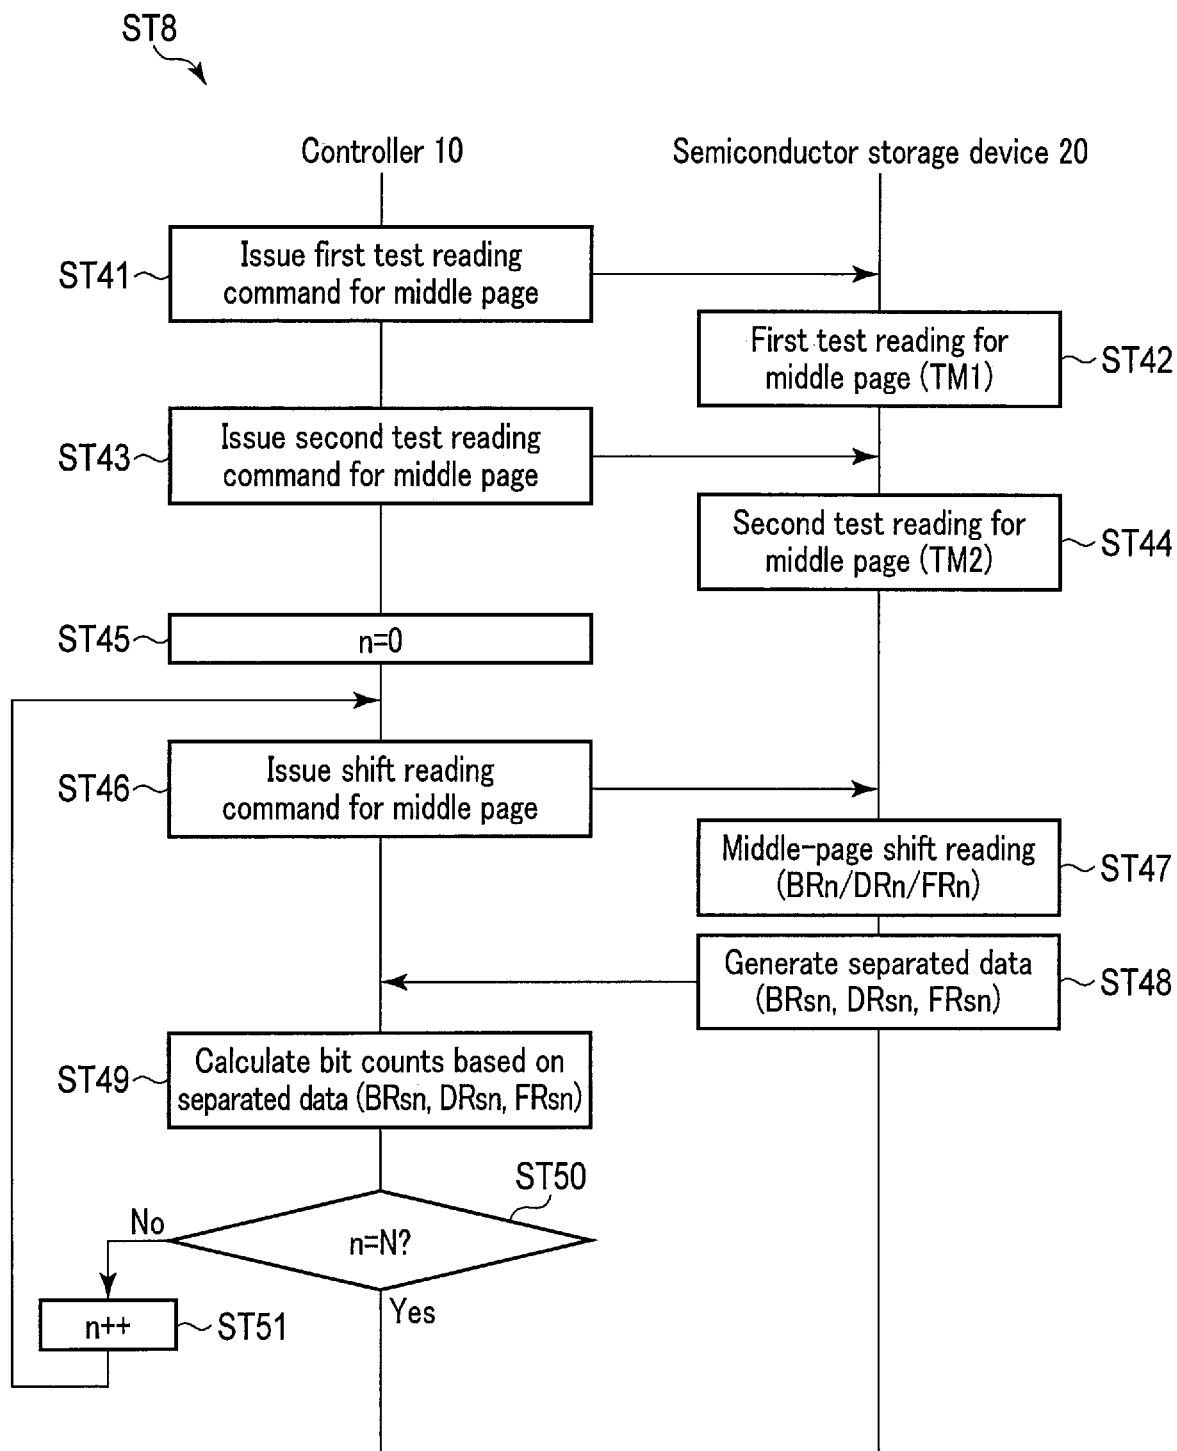 ST8
Controller 10
Semiconductor storage device 20
ST41
Issue first test reading
command for middle page
First test reading for
middle page (TM1)
ST42
ST43
Issue second test reading
command for middle page
Second test reading for
middle page (TM2)
ST44
ST45
n=0
ST46
Issue shift reading
command for middle page
Middle-page shift reading
(BRn/DRn/FRn)
ST47
Generate separated data
(BRsn, DRsn, FRsn)
ST48
ST49
Calculate bit counts based on
separated data (BRsn, DRsn, FRsn)
ST50
No
n=N?
Yes
n++
ST51